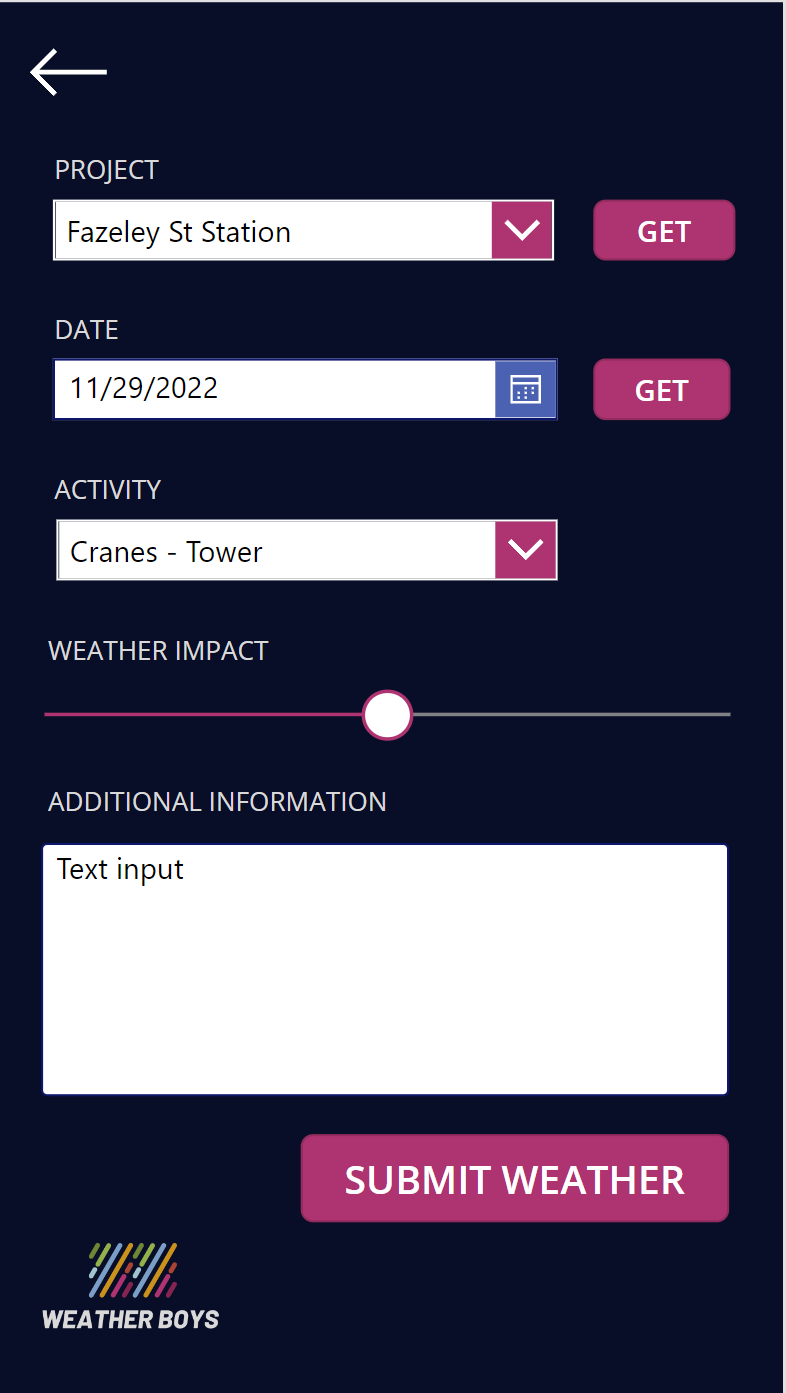 PROJECT
Fazeley St Station
GET
DATE
11/29/2022
GET
ACTIVITY
Cranes - Tower
WEATHER IMPACT
ADDITIONAL INFORMATION
Text input
SUBMIT WEATHER
WEATHER BOYS